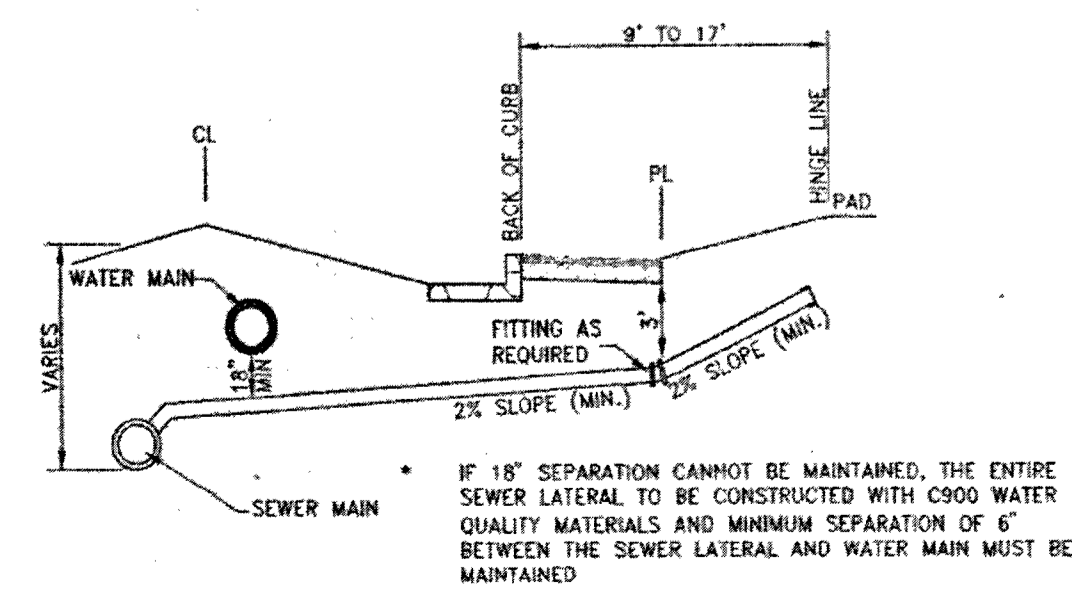 9' TO 17'
BACK OF CURB
HINGE LINE
CL
PL
PAD
WATER MAIN
VARIES
18"
MIN
FITTING AS
REQUIRED
3'
2% SLOPE (MIN.)
2% SLOPE (MIN.)
SEWER MAIN
* IF 18" SEPARATION CANNOT BE MAINTAINED, THE ENTIRE
SEWER LATERAL TO BE CONSTRUCTED WITH C900 WATER
QUALITY MATERIALS AND MINIMUM SEPARATION OF 6"
BETWEEN THE SEWER LATERAL AND WATER MAIN MUST BE
MAINTAINED